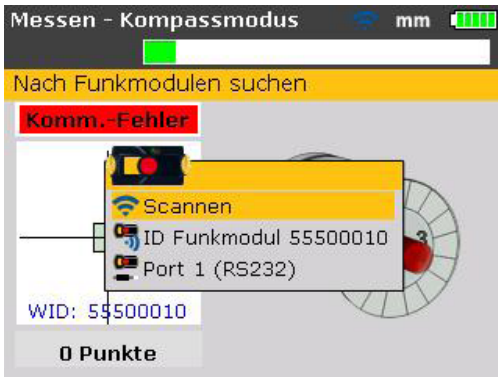 Messen - Kompassmodus mm
Nach Funkmodulen suchen
Komm.-Fehler
Scannen
ID Funkmodul 55500010
3
Port 1 (RS232)
WID: 55500010
0 Punkte